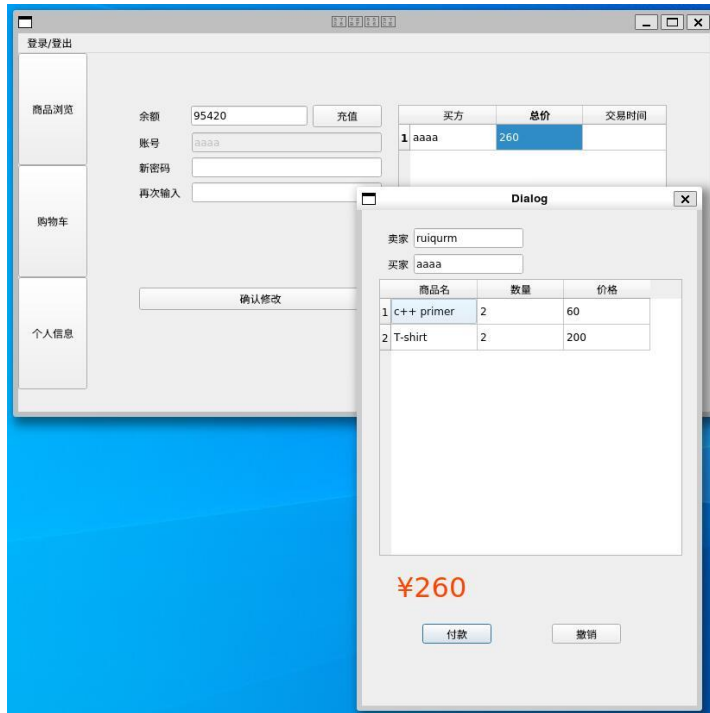 登录/登出
商品浏览
购物车
个人信息
余额 95420 充值
账号 aaaa
新密码
再次输入
确认修改
买方 总价 交易时间
1 aaaa 260
Dialog
卖家 ruiqurm
买家 aaaa
商品名 数量 价格
1 c++ primer 2 60
2 T-shirt 2 200
¥260
付款 撤销